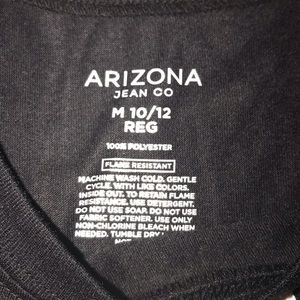 ARIZONA
JEAN CO
M 10/12
REG
100% POLYESTER
FLAME RESISTANT
MACHINE WASH COLD. GENTLE
CYCLE. WITH LIKE COLORS.
INSIDE OUT. TO RETAIN FLAME
RESISTANCE. USE DETERGENT.
DO NOT USE SOAP. DO NOT USE
FABRIC SOFTENER. USE ONLY
NON-CHLORINE BLEACH WHEN
NEEDED. TUMBLE DRY